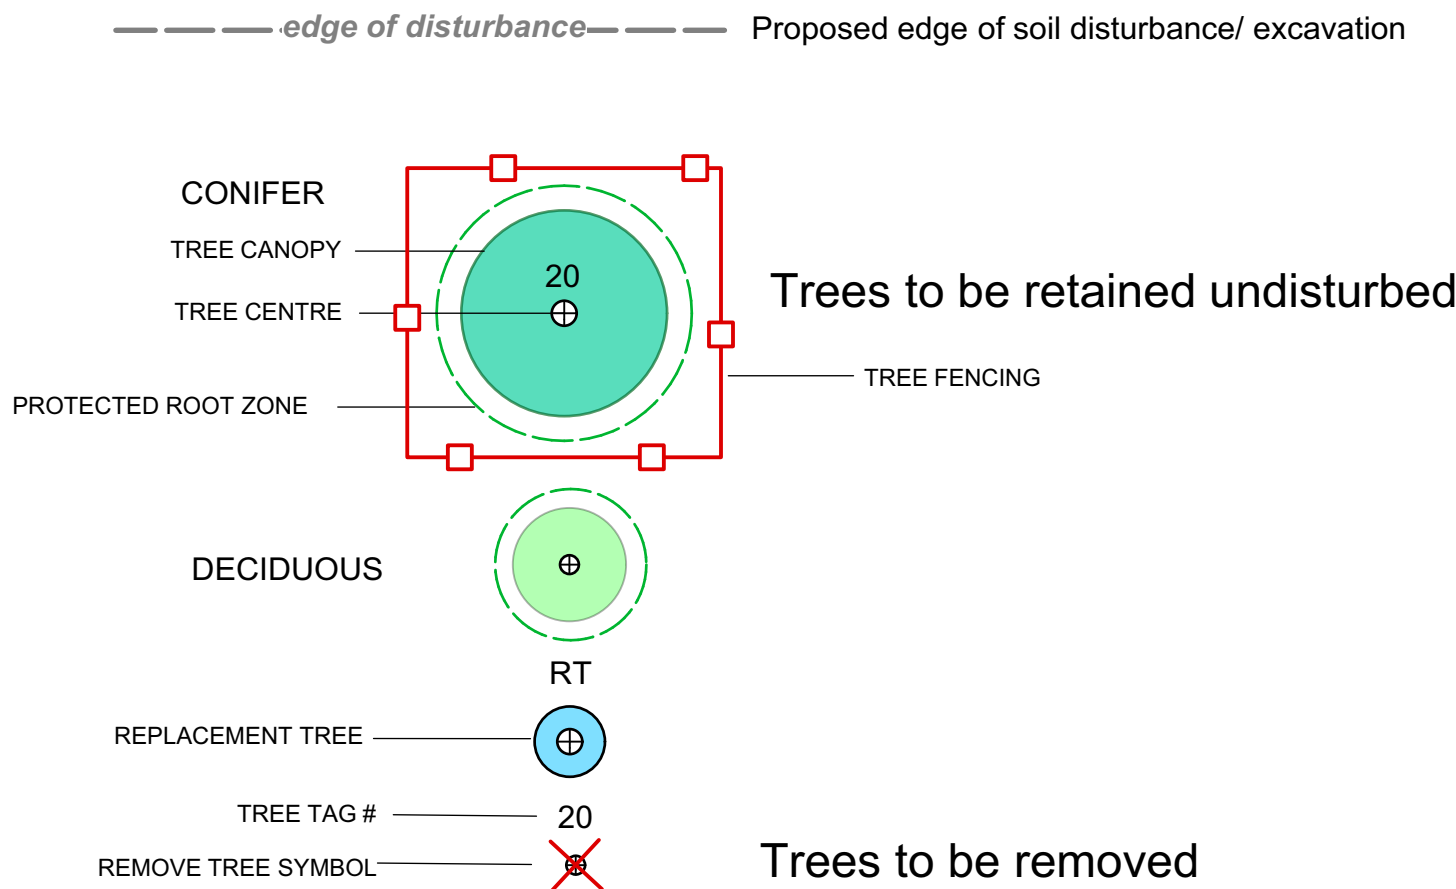 edge of disturbance Proposed edge of soil disturbance/ excavation
CONIFER
TREE CANOPY
20
TREE CENTRE
Trees to be retained undisturbed
TREE FENCING
PROTECTED ROOT ZONE
DECIDUOUS
RT
REPLACEMENT TREE
TREE TAG # 20
REMOVE TREE SYMBOL
Trees to be removed